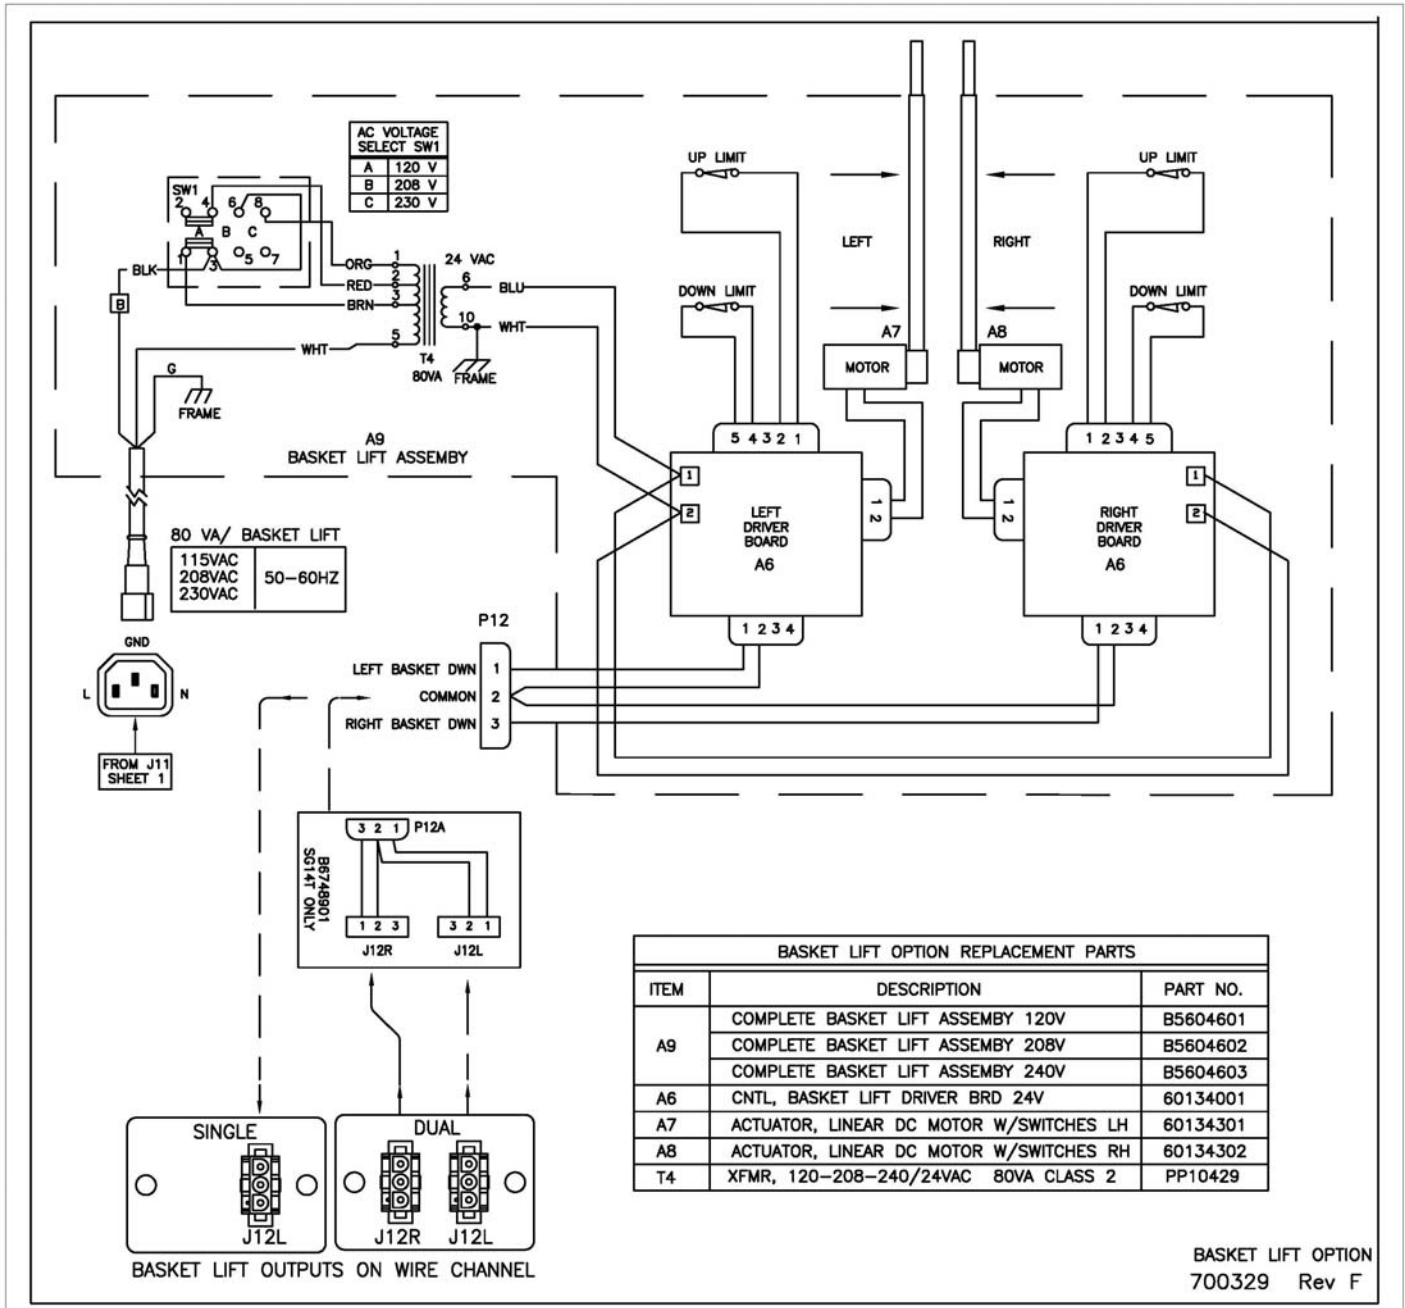 AC VOLTAGE
SELECT SW1
A 120 V
B 208 V
C 230 V
SW1
2 4 6 8
A B C
1 3 5 7
BLK
B
ORG 1
RED 2
BRN 3
WHT 5
24 VAC
6 BLU
10 WHT
T4
80VA
FRAME
G
FRAME
A9
BASKET LIFT ASSEMBY
80 VA/ BASKET LIFT
115VAC
208VAC
230VAC
50-60HZ
GND
L N
FROM J11
SHEET 1
UP LIMIT
DOWN LIMIT
LEFT
RIGHT
UP LIMIT
DOWN LIMIT
A7
MOTOR
A8
MOTOR
5 4 3 2 1
1
2
LEFT
DRIVER
BOARD
A6
1 2
1 2 3 4
1 2 3 4 5
1
2
RIGHT
DRIVER
BOARD
A6
1 2
1 2 3 4
P12
LEFT BASKET DWN 1
COMMON 2
RIGHT BASKET DWN 3
3 2 1 P12A
B6748901
SG14T ONLY
1 2 3
J12R
3 2 1
J12L
SINGLE
J12L
DUAL
J12R J12L
BASKET LIFT OUTPUTS ON WIRE CHANNEL
BASKET LIFT OPTION REPLACEMENT PARTS
ITEM DESCRIPTION PART NO.
A9 COMPLETE BASKET LIFT ASSEMBY 120V B5604601
COMPLETE BASKET LIFT ASSEMBY 208V B5604602
COMPLETE BASKET LIFT ASSEMBY 240V B5604603
A6 CNTL, BASKET LIFT DRIVER BRD 24V 60134001
A7 ACTUATOR, LINEAR DC MOTOR W/SWITCHES LH 60134301
A8 ACTUATOR, LINEAR DC MOTOR W/SWITCHES RH 60134302
T4 XFMR, 120-208-240/24VAC 80VA CLASS 2 PP10429
BASKET LIFT OPTION
700329 Rev F